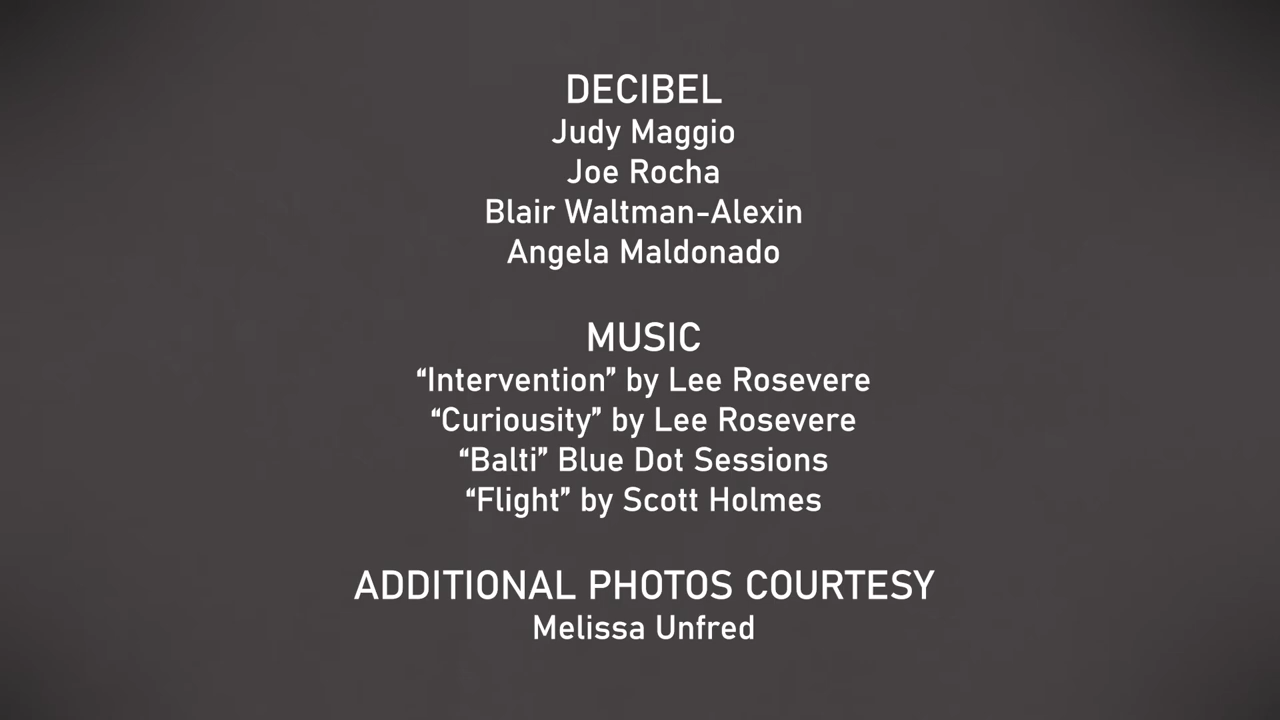 DECIBEL
Judy Maggio
Joe Rocha
Blair Waltman-Alexin
Angela Maldonado
MUSIC
“Intervention” by Lee Rosevere
“Curiousity” by Lee Rosevere
“Balti” Blue Dot Sessions
“Flight” by Scott Holmes
ADDITIONAL PHOTOS COURTESY
Melissa Unfred